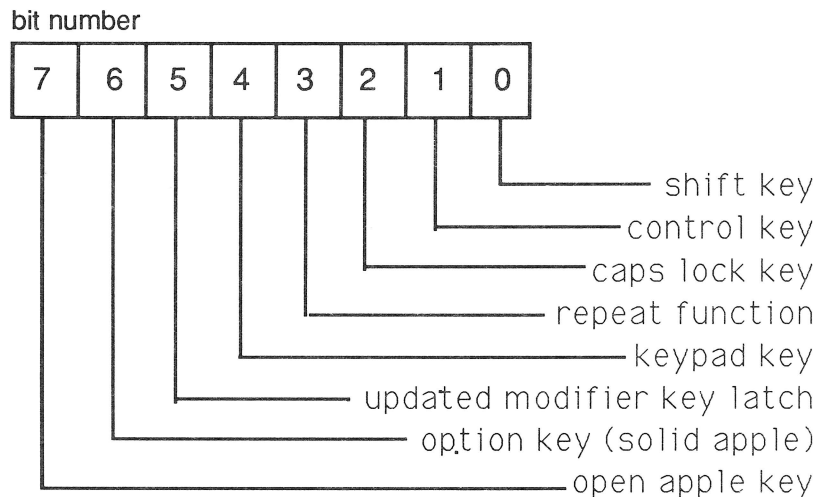 bit number
7 6 5 4 3 2 1 0
shift key
control key
caps lock key
repeat function
keypad key
updated modifier key latch
option key (solid apple)
open apple key